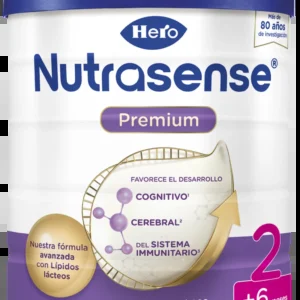 Hero
Más de
80 años
de investigación
Nutrasense®
Premium
FAVORECE EL DESARROLLO
COGNITIVO¹
CEREBRAL²
DEL SISTEMA
INMUNITARIO¹
Nuestra fórmula
avanzada
con Lípidos
lácteos
2
+6